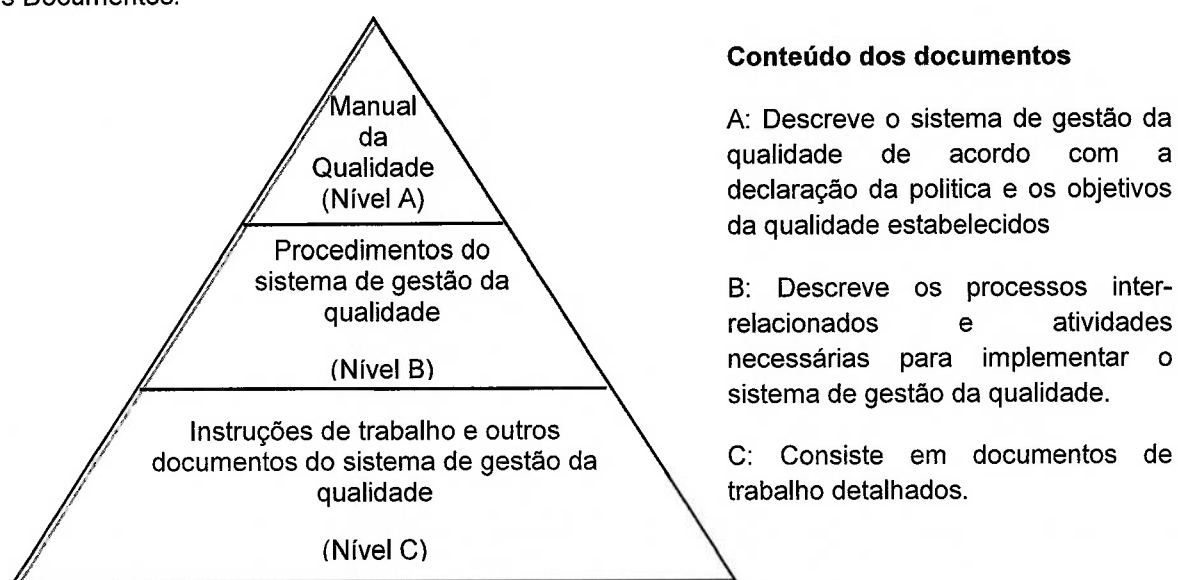 s Documentos.
Manual
da
Qualidade
(Nível A)
Procedimentos do
sistema de gestão da
qualidade
(Nível B)
Instruções de trabalho e outros
documentos do sistema de gestão da
qualidade
(Nível C)
Conteúdo dos documentos
A: Descreve o sistema de gestão da
qualidade de acordo com a
declaração da politica e os objetivos
da qualidade estabelecidos
B: Descreve os processos inter-
relacionados e atividades
necessárias para implementar o
sistema de gestão da qualidade.
C: Consiste em documentos de
trabalho detalhados.